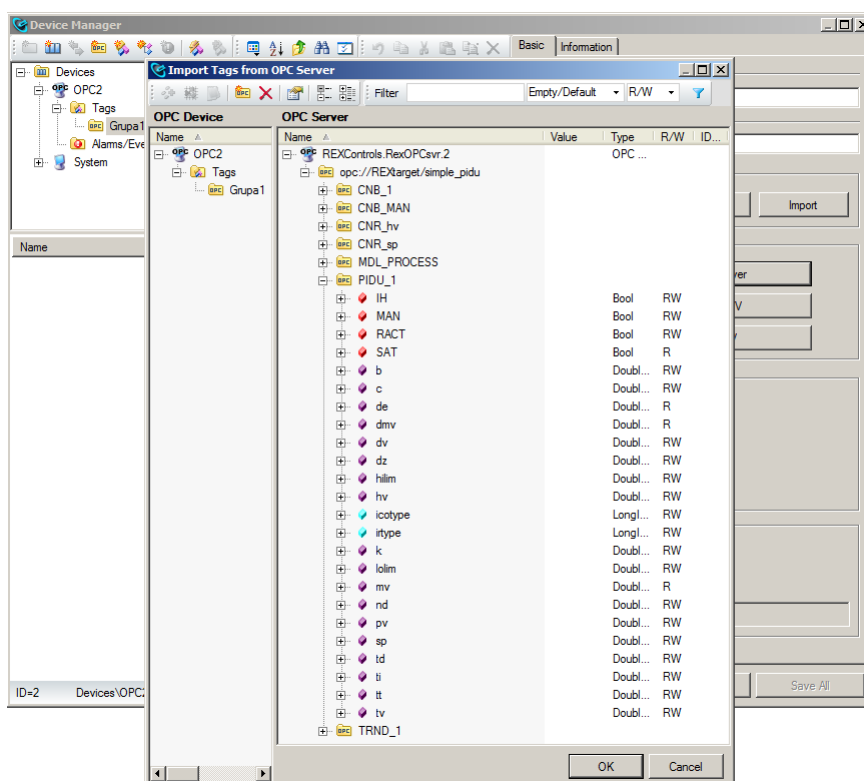 Device Manager
Basic Information
Devices
OPC2
Tags
Grupa1
Alarms/Eve
System
Name
ID=2 Devices\OPC2
Import Tags from OPC Server
Filter Empty/Default R/W
OPC Device OPC Server
Name Name Value Type R/W ID...
OPC2 REXControls.RexOPCsvr.2 OPC ...
Tags opc://REXtarget/simple_pidu
Grupa1 CNB_1
CNB_MAN
CNR_hv
CNR_sp
MDL_PROCESS
PIDU_1
IH Bool RW
MAN Bool RW
RACT Bool RW
SAT Bool R
b Doubl... RW
c Doubl... RW
de Doubl... R
dmv Doubl... R
dv Doubl... RW
dz Doubl... RW
hilim Doubl... RW
hv Doubl... RW
icotype LongI... RW
irtype LongI... RW
k Doubl... RW
lolim Doubl... RW
mv Doubl... R
nd Doubl... RW
pv Doubl... RW
sp Doubl... RW
td Doubl... RW
ti Doubl... RW
tt Doubl... RW
tv Doubl... RW
TRND_1
OK Cancel
Import
ver
V
Save All